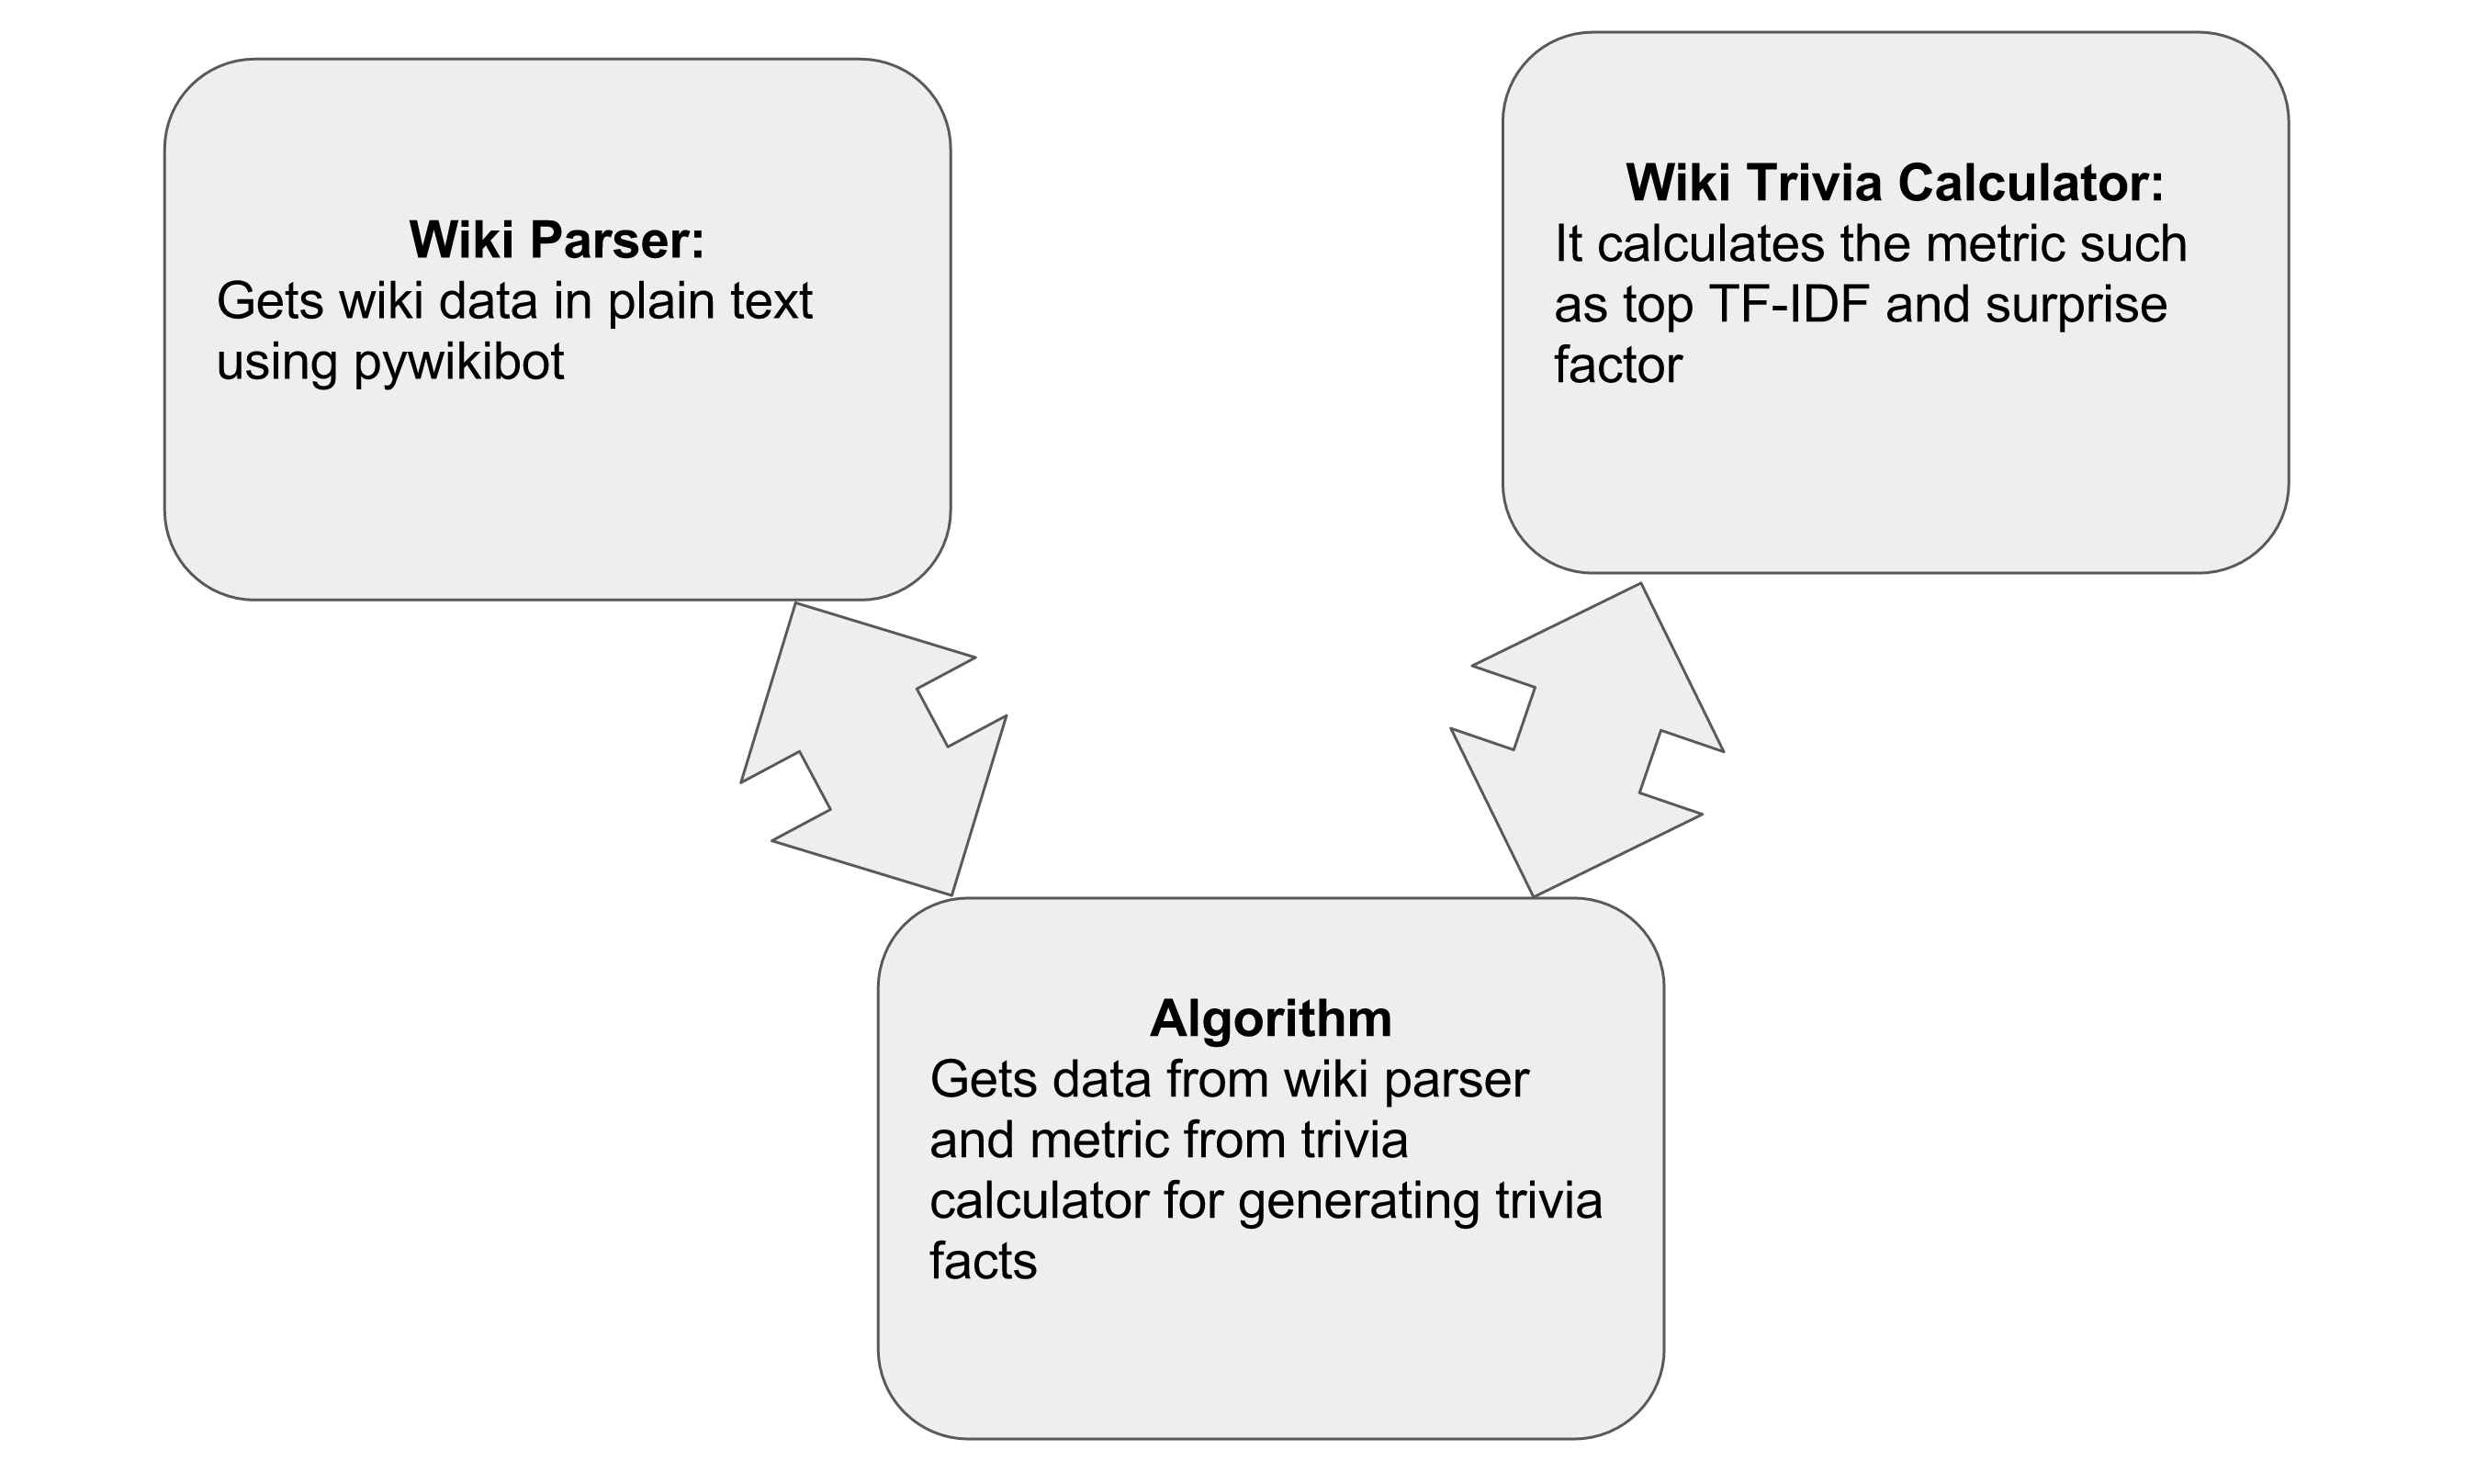 Wiki Parser:
Gets wiki data in plain text
using pywikibot
Wiki Trivia Calculator:
It calculates the metric such
as top TF-IDF and surprise
factor
Algorithm
Gets data from wiki parser
and metric from trivia
calculator for generating trivia
facts